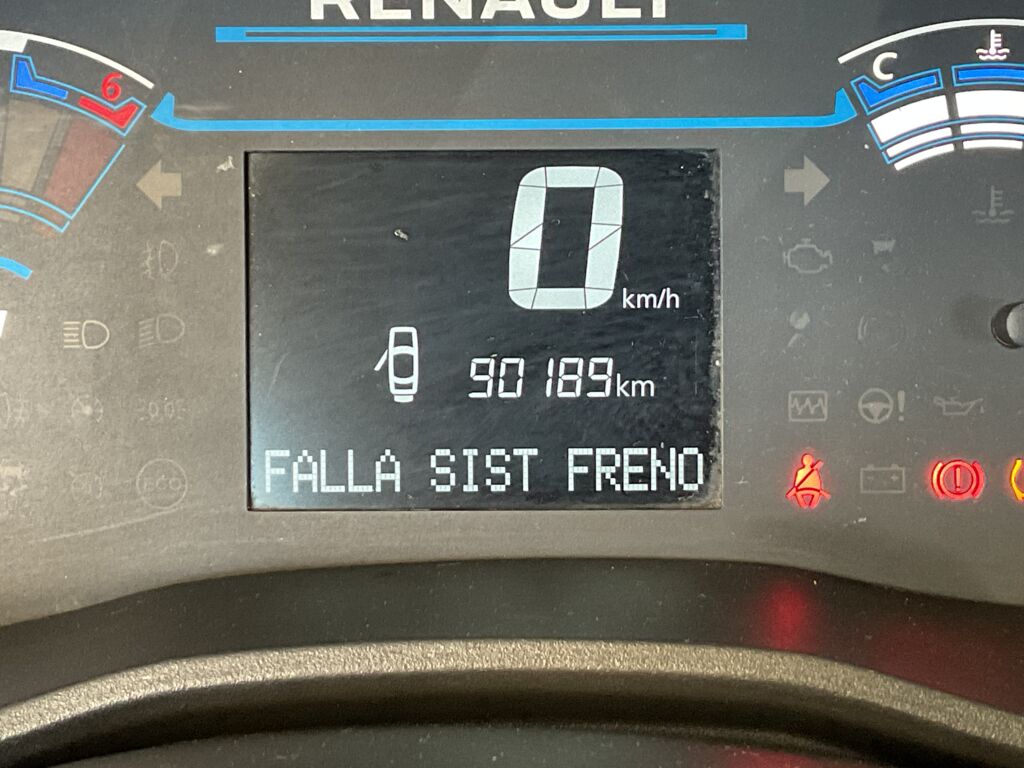 RENAULT
6
C
0
km/h
90189km
FALLA SIST FRENO